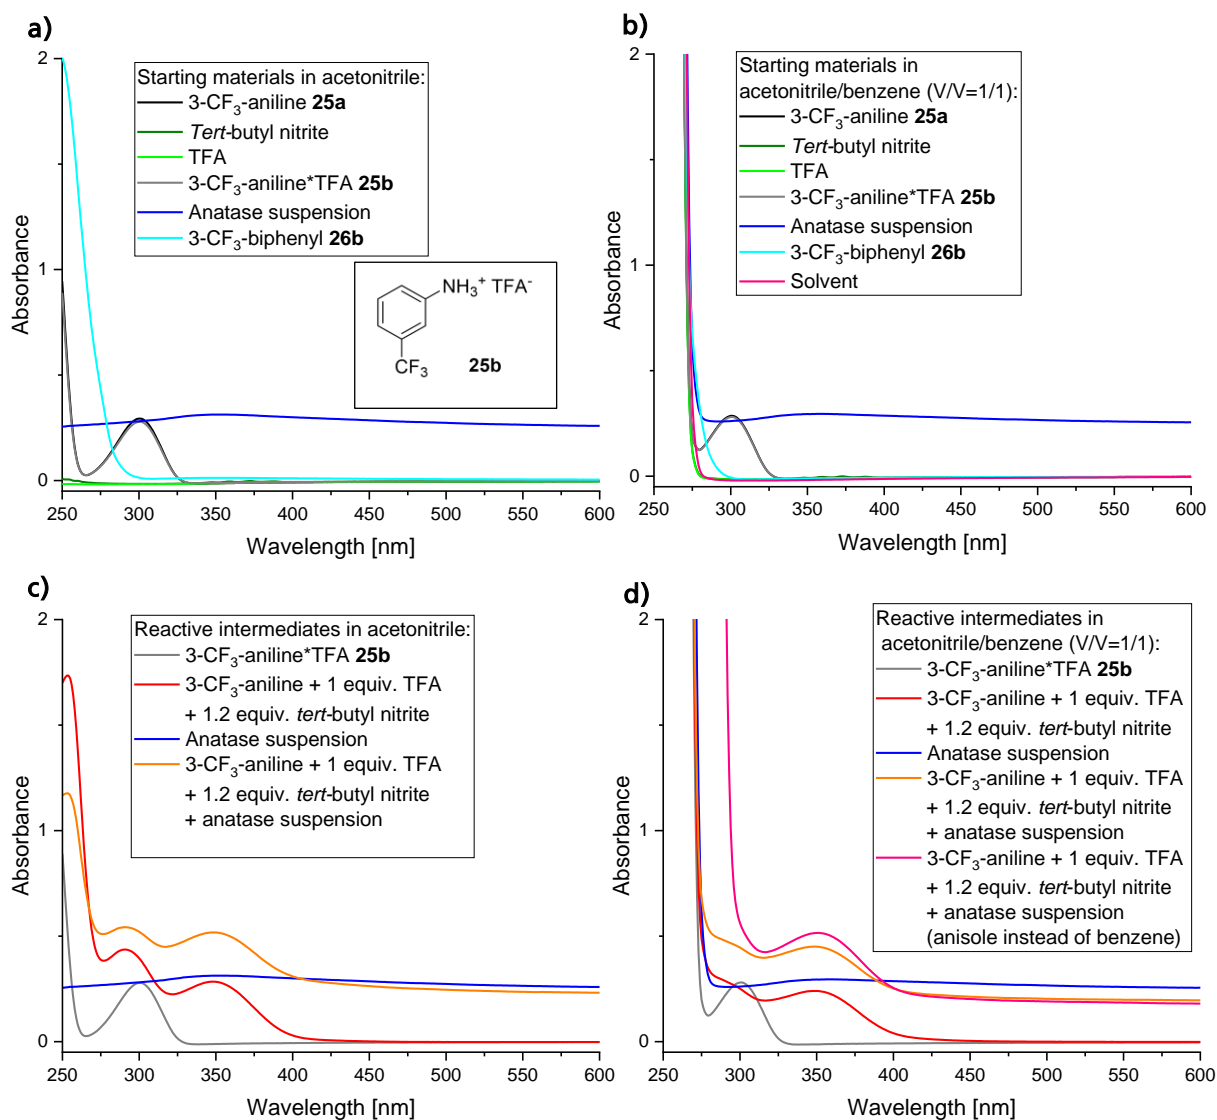 a)
2
1
0
Absorbance
250 300 350 400 450 500 550 600
Wavelength [nm]
Starting materials in acetonitrile:
3-CF₃-aniline 25a
Tert-butyl nitrite
TFA
3-CF₃-aniline*TFA 25b
Anatase suspension
3-CF₃-biphenyl 26b
NH₃⁺ TFA⁻
CF₃
25b
b)
2
1
0
Absorbance
250 300 350 400 450 500 550 600
Wavelength [nm]
Starting materials in
acetonitrile/benzene (V/V=1/1):
3-CF₃-aniline 25a
Tert-butyl nitrite
TFA
3-CF₃-aniline*TFA 25b
Anatase suspension
3-CF₃-biphenyl 26b
Solvent
c)
2
1
0
Absorbance
250 300 350 400 450 500 550 600
Wavelength [nm]
Reactive intermediates in acetonitrile:
3-CF₃-aniline*TFA 25b
3-CF₃-aniline + 1 equiv. TFA
+ 1.2 equiv. tert-butyl nitrite
Anatase suspension
3-CF₃-aniline + 1 equiv. TFA
+ 1.2 equiv. tert-butyl nitrite
+ anatase suspension
d)
2
1
0
Absorbance
250 300 350 400 450 500 550 600
Wavelength [nm]
Reactive intermediates in
acetonitrile/benzene (V/V=1/1):
3-CF₃-aniline*TFA 25b
3-CF₃-aniline + 1 equiv. TFA
+ 1.2 equiv. tert-butyl nitrite
Anatase suspension
3-CF₃-aniline + 1 equiv. TFA
+ 1.2 equiv. tert-butyl nitrite
+ anatase suspension
3-CF₃-aniline + 1 equiv. TFA
+ 1.2 equiv. tert-butyl nitrite
+ anatase suspension
(anisole instead of benzene)